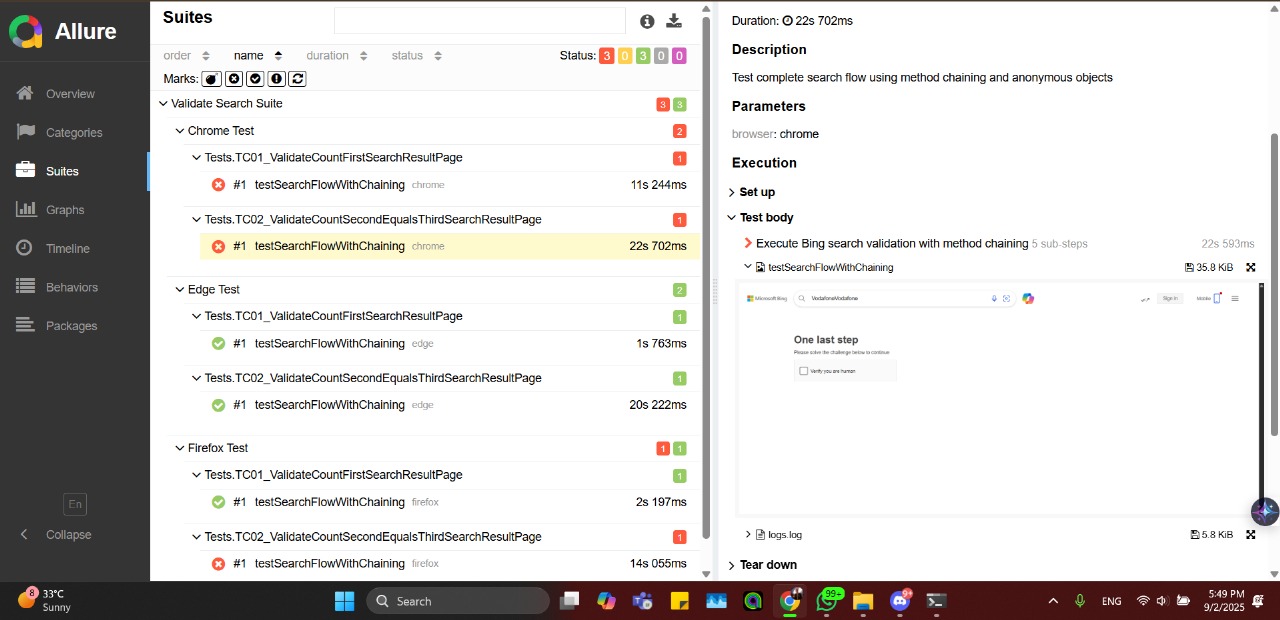 Allure
Overview
Categories
Suites
Graphs
Timeline
Behaviors
Packages
En
Collapse
Suites
order name duration status Status: 3 0 3 0 0
Marks:
Validate Search Suite 3 3
Chrome Test 2
Tests.TC01_ValidateCountFirstSearchResultPage 1
#1 testSearchFlowWithChaining chrome 11s 244ms
Tests.TC02_ValidateCountSecondEqualsThirdSearchResultPage 1
#1 testSearchFlowWithChaining chrome 22s 702ms
Edge Test 2
Tests.TC01_ValidateCountFirstSearchResultPage 1
#1 testSearchFlowWithChaining edge 1s 763ms
Tests.TC02_ValidateCountSecondEqualsThirdSearchResultPage 1
#1 testSearchFlowWithChaining edge 20s 222ms
Firefox Test 1 1
Tests.TC01_ValidateCountFirstSearchResultPage 1
#1 testSearchFlowWithChaining firefox 2s 197ms
Tests.TC02_ValidateCountSecondEqualsThirdSearchResultPage 1
#1 testSearchFlowWithChaining firefox 14s 055ms
Duration: 22s 702ms
Description
Test complete search flow using method chaining and anonymous objects
Parameters
browser: chrome
Execution
Set up
Test body
Execute Bing search validation with method chaining 5 sub-steps 22s 593ms
testSearchFlowWithChaining 35.8 KiB
Microsoft Bing VodafoneVodafone Sign in Mobile
One last step
Please solve the challenge below to continue
Verify you are human
logs.log 5.8 KiB
Tear down
8 33°C
Sunny
Search
99+
9+
ENG
5:49 PM
9/2/2025